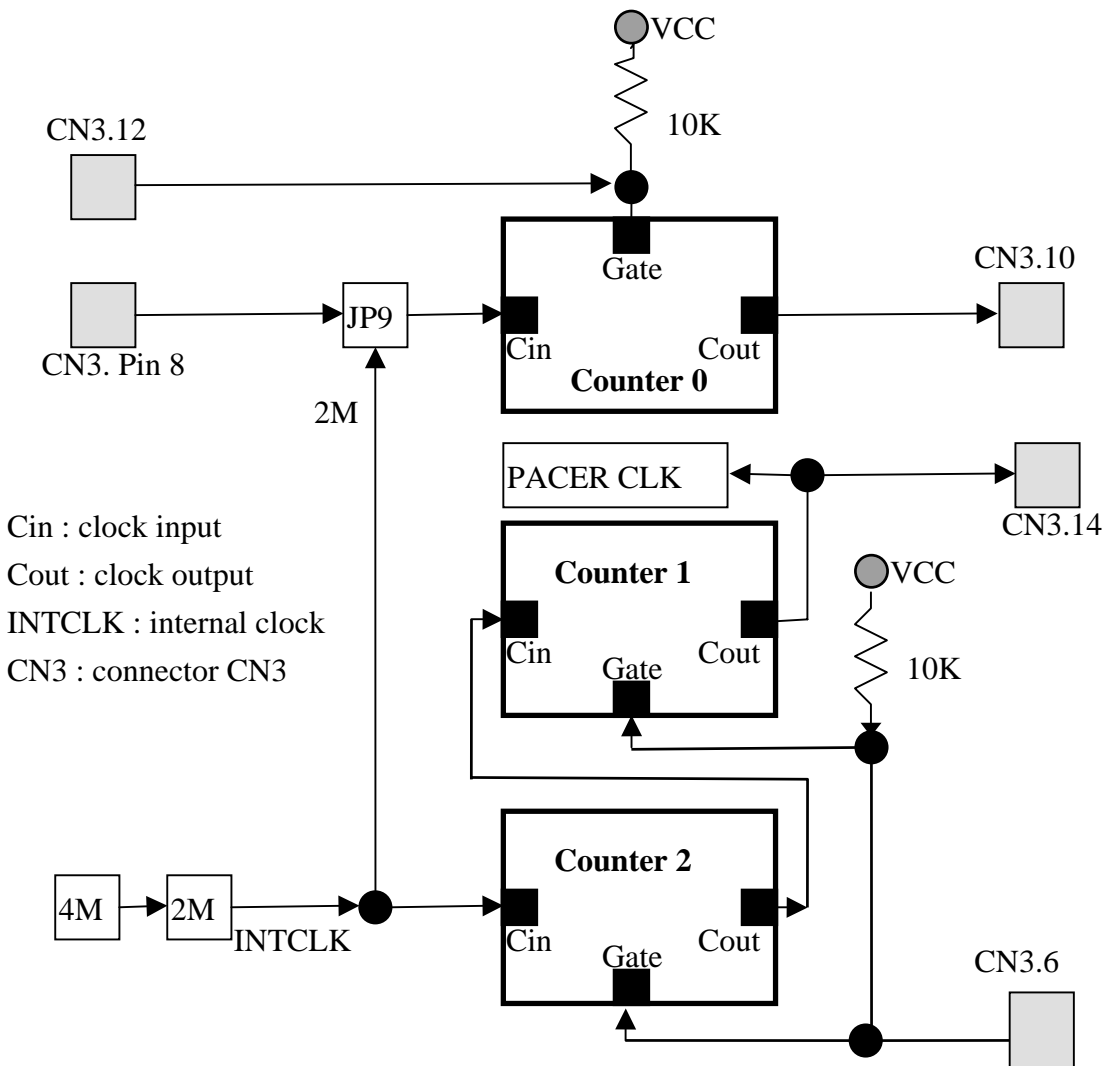 VCC
10K
CN3.12
Gate
CN3.10
JP9
Cin
Cout
CN3. Pin 8
Counter 0
2M
PACER CLK
CN3.14
Cin : clock input
Cout : clock output
INTCLK : internal clock
CN3 : connector CN3
Counter 1
VCC
Cin
Cout
Gate
10K
Counter 2
4M
2M
INTCLK
Cin
Cout
Gate
CN3.6